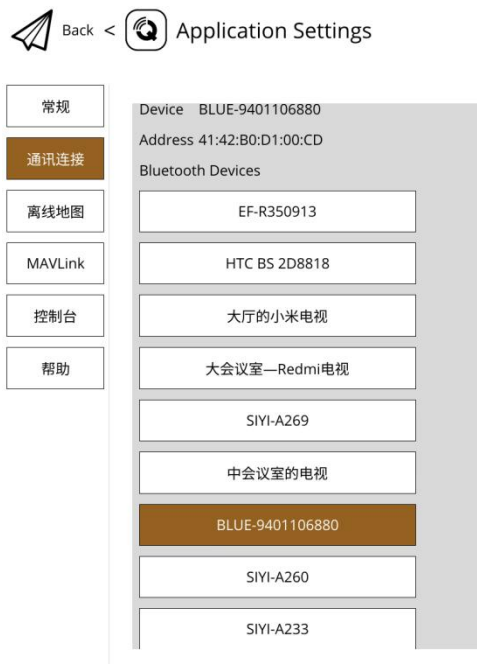 Back < Application Settings
常规
通讯连接
离线地图
MAVLink
控制台
帮助
Device BLUE-9401106880
Address 41:42:B0:D1:00:CD
Bluetooth Devices
EF-R350913
HTC BS 2D8818
大厅的小米电视
大会议室—Redmi电视
SIYI-A269
中会议室的电视
BLUE-9401106880
SIYI-A260
SIYI-A233